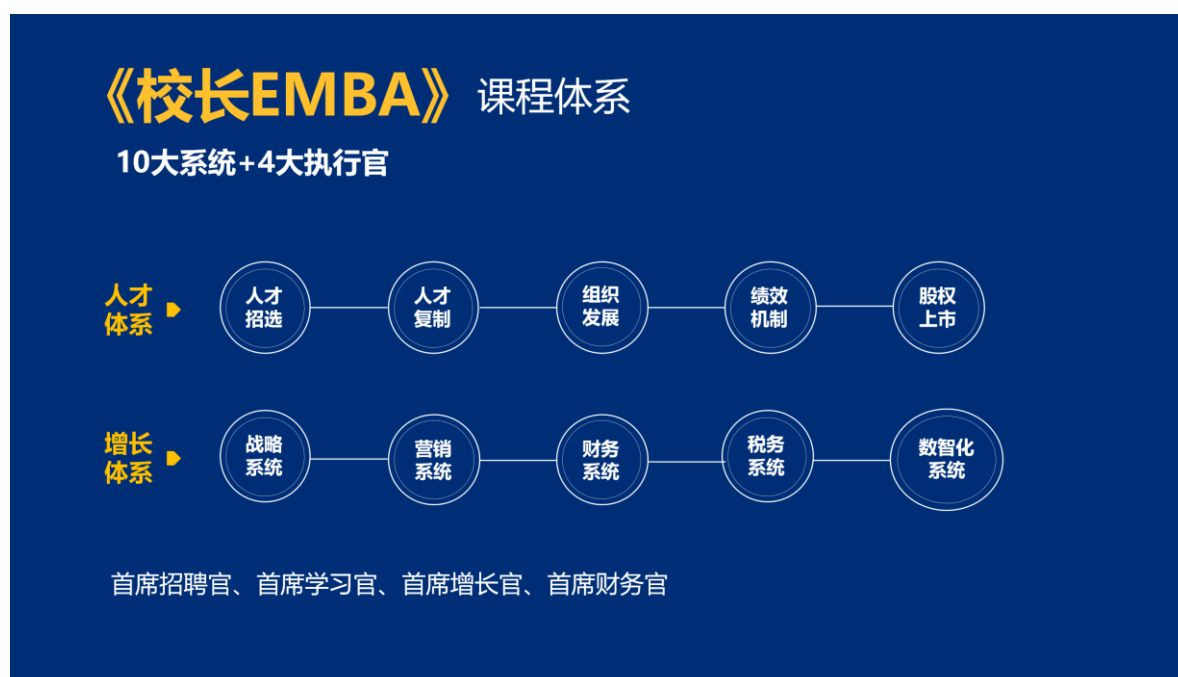 《校长EMBA》 课程体系
10大系统+4大执行官
人才
体系
人才
招选
人才
复制
组织
发展
绩效
机制
股权
上市
增长
体系
战略
系统
营销
系统
财务
系统
税务
系统
数智化
系统
首席招聘官、首席学习官、首席增长官、首席财务官